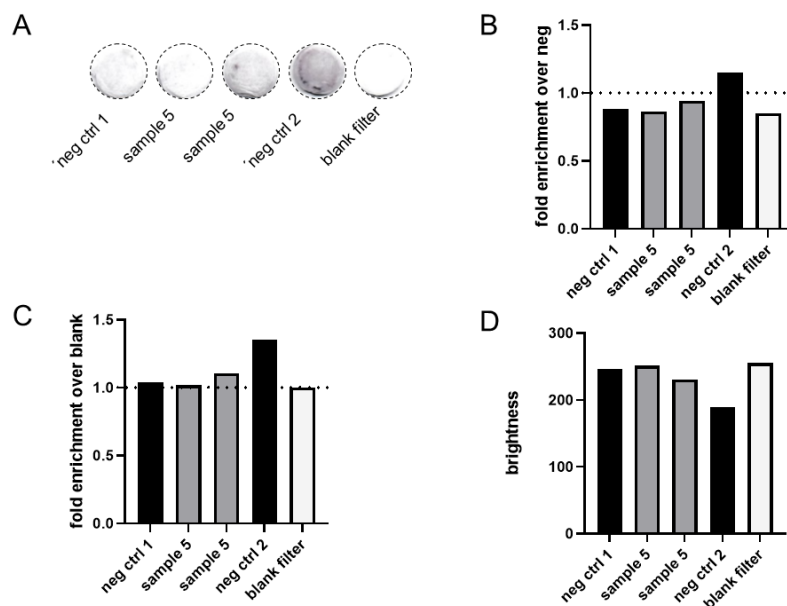 A
'neg ctrl 1
sample 5
sample 5
'neg ctrl 2
blank filter
B
fold enrichment over neg
1.5
1.0
0.5
0.0
neg ctrl 1
sample 5
sample 5
neg ctrl 2
blank filter
C
fold enrichment over blank
1.5
1.0
0.5
0.0
neg ctrl 1
sample 5
sample 5
neg ctrl 2
blank filter
D
brightness
300
200
100
0
neg ctrl 1
sample 5
sample 5
neg ctrl 2
blank filter